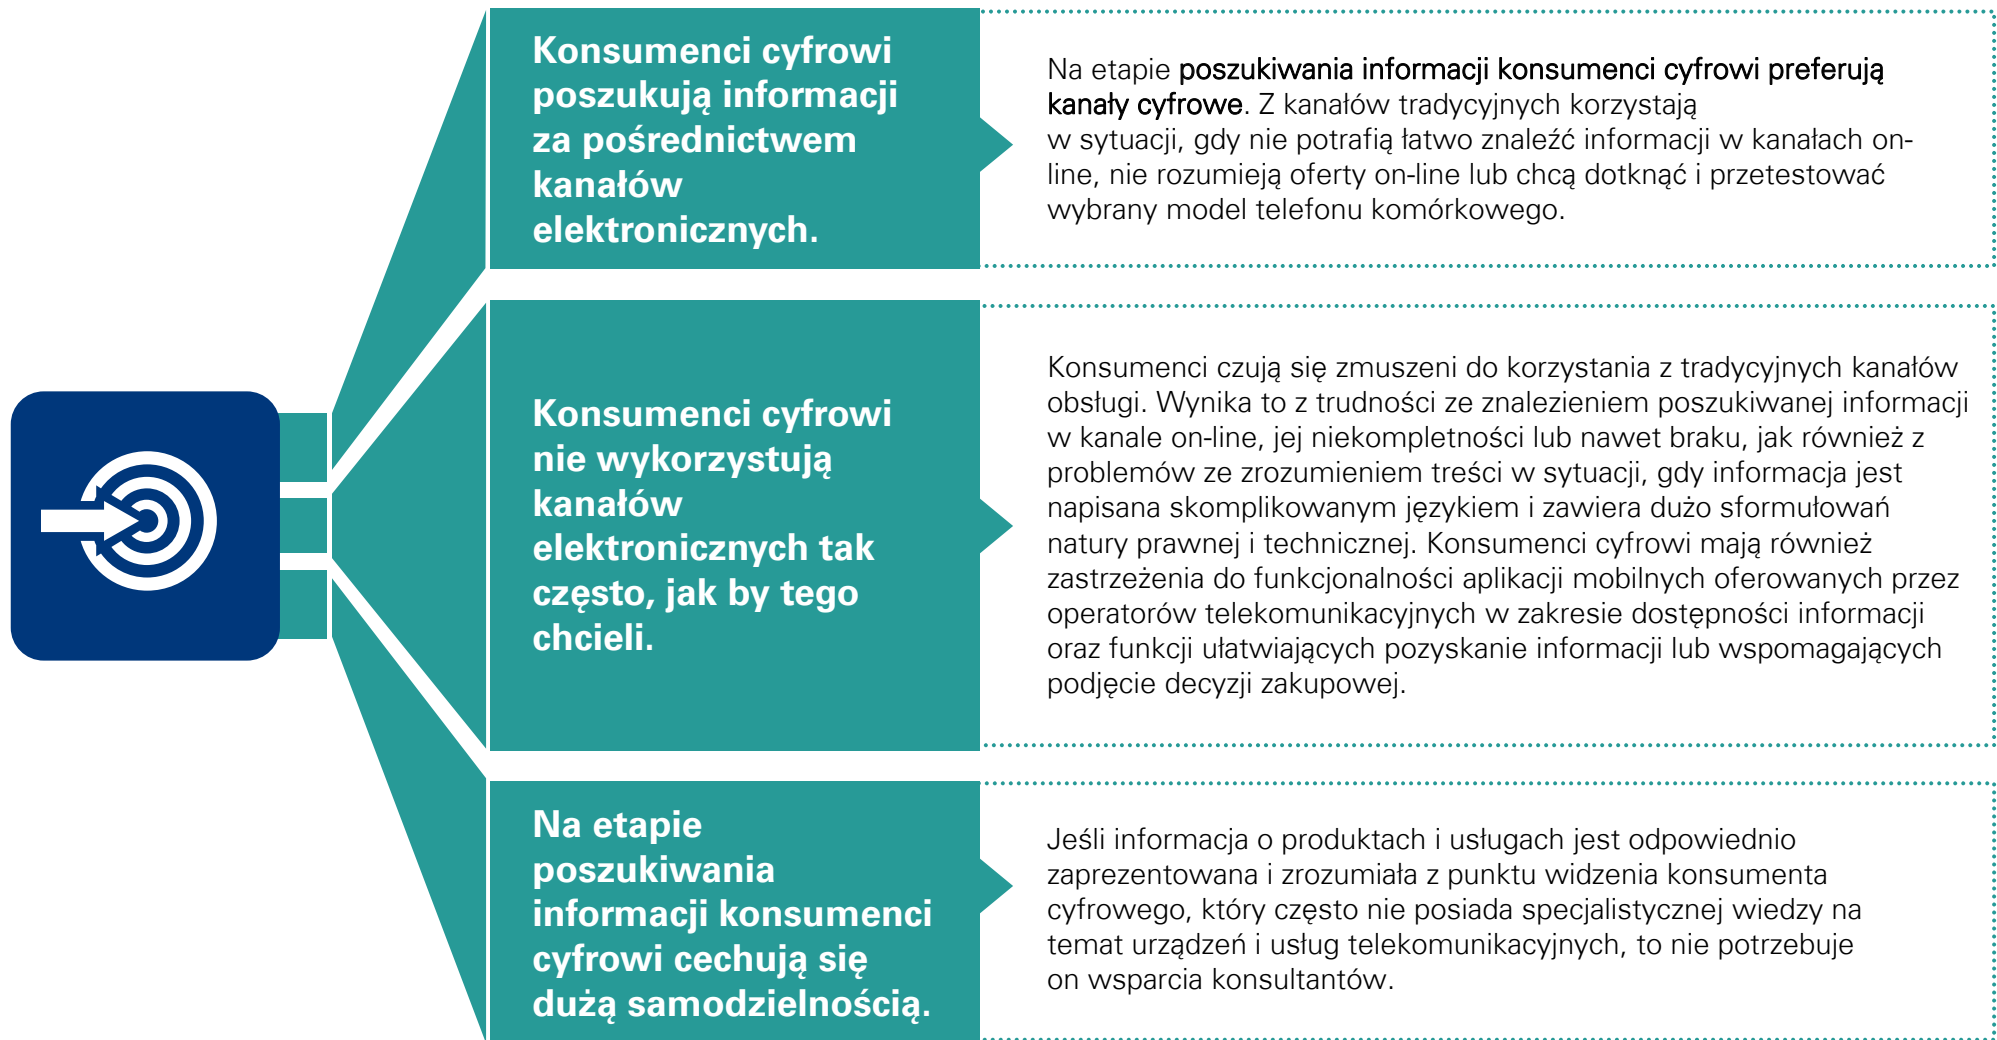 Konsumenci cyfrowi
poszukują informacji
za pośrednictwem
kanałów
elektronicznych.
Na etapie poszukiwania informacji konsumenci cyfrowi preferują
kanały cyfrowe. Z kanałów tradycyjnych korzystają
w sytuacji, gdy nie potrafią łatwo znaleźć informacji w kanałach on-
line, nie rozumieją oferty on-line lub chcą dotknąć i przetestować
wybrany model telefonu komórkowego.
Konsumenci cyfrowi
nie wykorzystują
kanałów
elektronicznych tak
często, jak by tego
chcieli.
Konsumenci czują się zmuszeni do korzystania z tradycyjnych kanałów
obsługi. Wynika to z trudności ze znalezieniem poszukiwanej informacji
w kanale on-line, jej niekompletności lub nawet braku, jak również z
problemów ze zrozumieniem treści w sytuacji, gdy informacja jest
napisana skomplikowanym językiem i zawiera dużo sformułowań
natury prawnej i technicznej. Konsumenci cyfrowi mają również
zastrzeżenia do funkcjonalności aplikacji mobilnych oferowanych przez
operatorów telekomunikacyjnych w zakresie dostępności informacji
oraz funkcji ułatwiających pozyskanie informacji lub wspomagających
podjęcie decyzji zakupowej.
Na etapie
poszukiwania
informacji konsumenci
cyfrowi cechują się
dużą samodzielnością.
Jeśli informacja o produktach i usługach jest odpowiednio
zaprezentowana i zrozumiała z punktu widzenia konsumenta
cyfrowego, który często nie posiada specjalistycznej wiedzy na
temat urządzeń i usług telekomunikacyjnych, to nie potrzebuje
on wsparcia konsultantów.